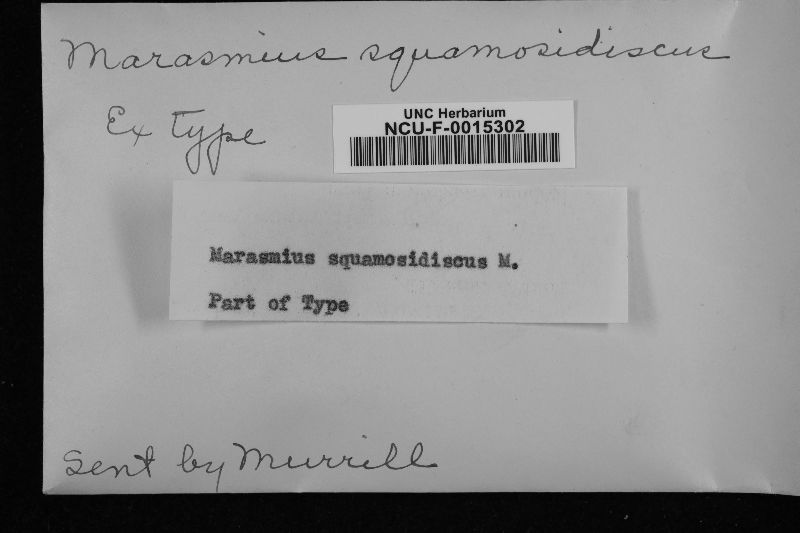 Marasmius squamosidiscus
Ex type
UNC Herbarium
NCU-F-0015302
Marasmius squamosidiscus M.
Part of Type
Sent by Murrill